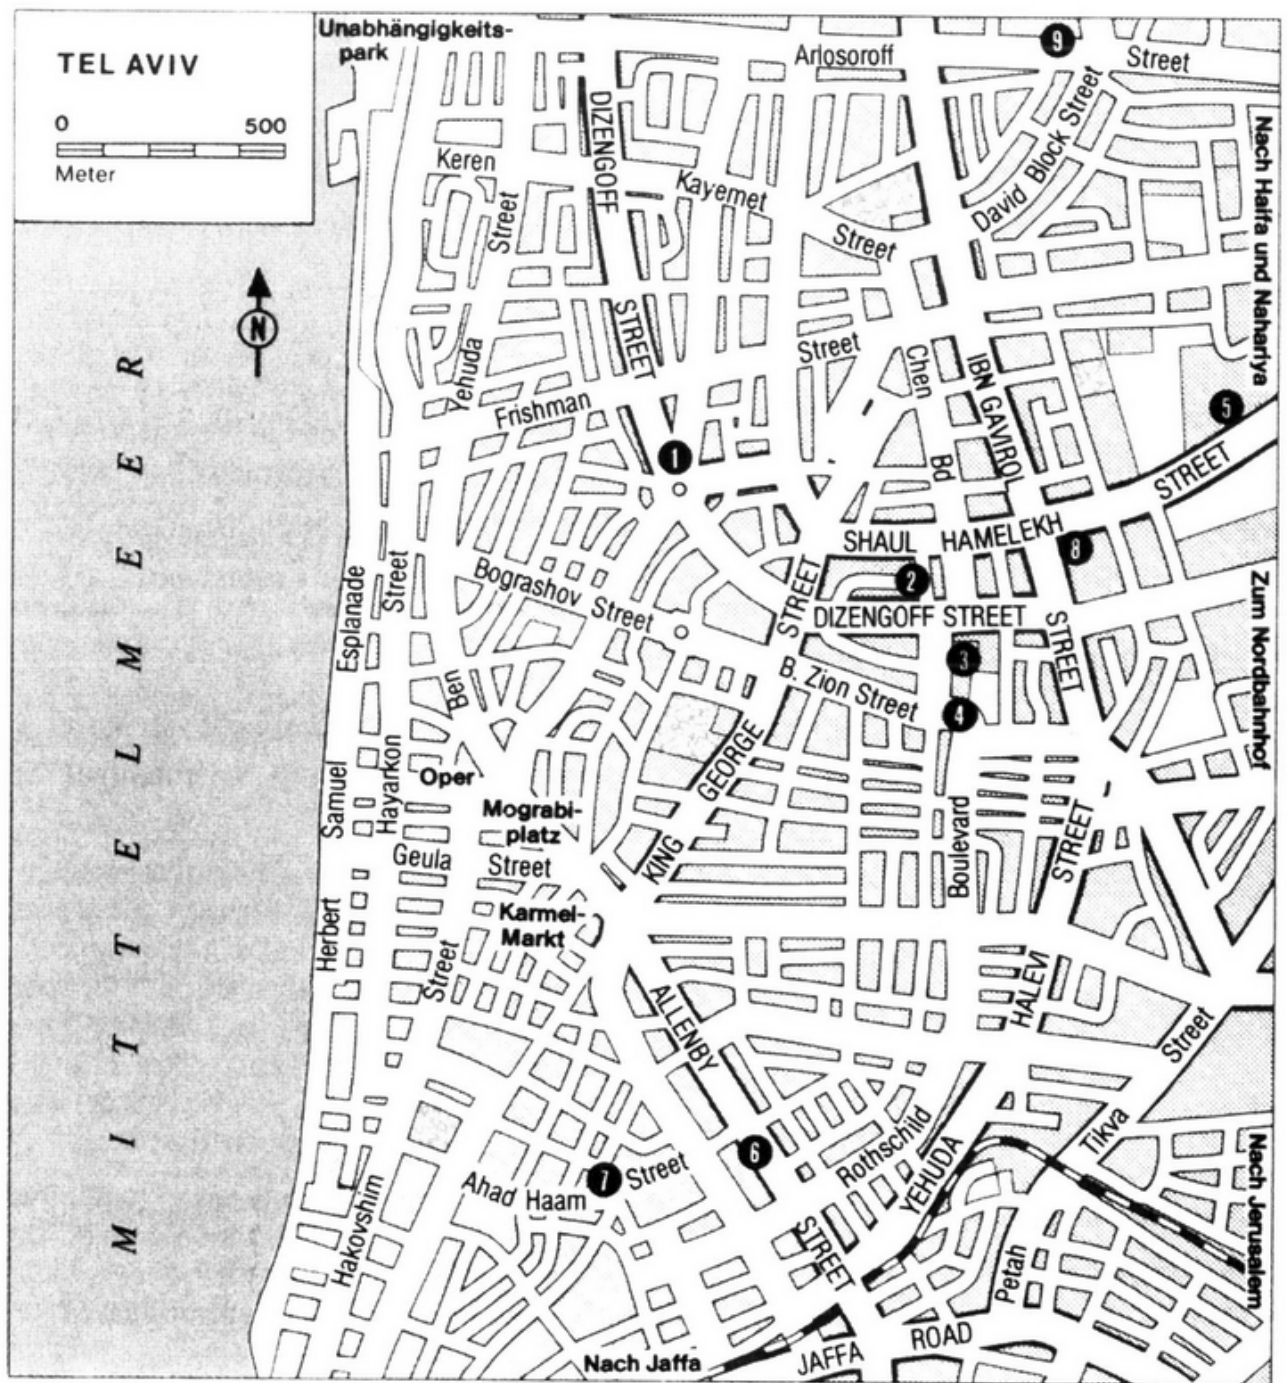 TEL AVIV
0 500
Meter
N
MITTELMEER
Unabhängigkeits-
park
Arlosoroff
Street
9
DIZENGOFF
STREET
Keren
Kayemet
Street
David Block Street
Nach Haifa und Nahariya
Street
Yehuda
Ben
Frishman
Street
Chen
Bd
IBN GAVIROL
STREET
5
1
STREET
SHAUL HAMELEKH
8
2
DIZENGOFF STREET
Zum Nordbahnhof
Bograshov Street
Esplanade
Street
3
B. Zion Street
4
STREET
KING GEORGE
Oper
Mograbi-
platz
Samuel
Hayarkon
Geula Street
Boulevard
STREET
Karmel-
Markt
Herbert
Street
HALEVI
ALLENBY
STREET
Street
Tikva
Petah
Rothschild
YEHUDA
6
7
Ahad Haam Street
Hakovshim
Nach Jerusalem
Nach Jaffa
JAFFA ROAD